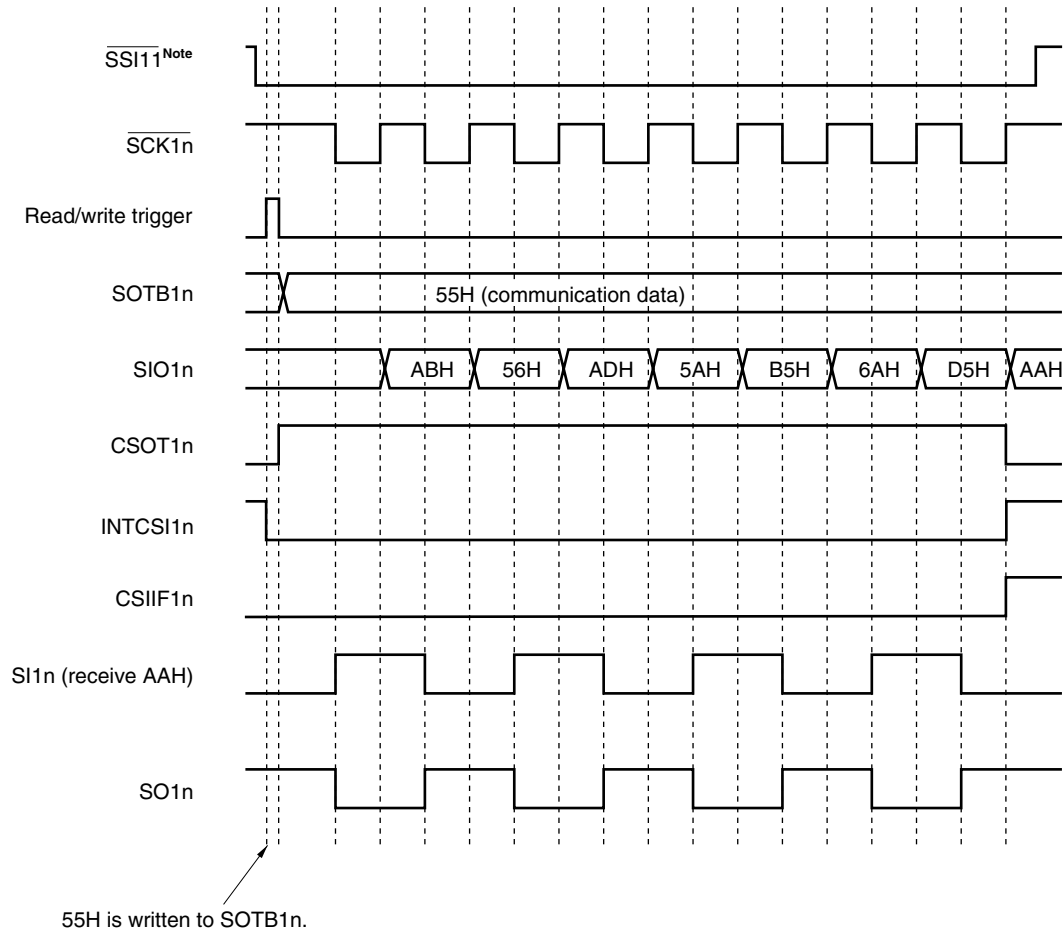 SSI11Note
SCK1n
Read/write trigger
SOTB1n
55H (communication data)
SIO1n
ABH 56H ADH 5AH B5H 6AH D5H AAH
CSOT1n
INTCSI1n
CSIIF1n
SI1n (receive AAH)
SO1n
55H is written to SOTB1n.